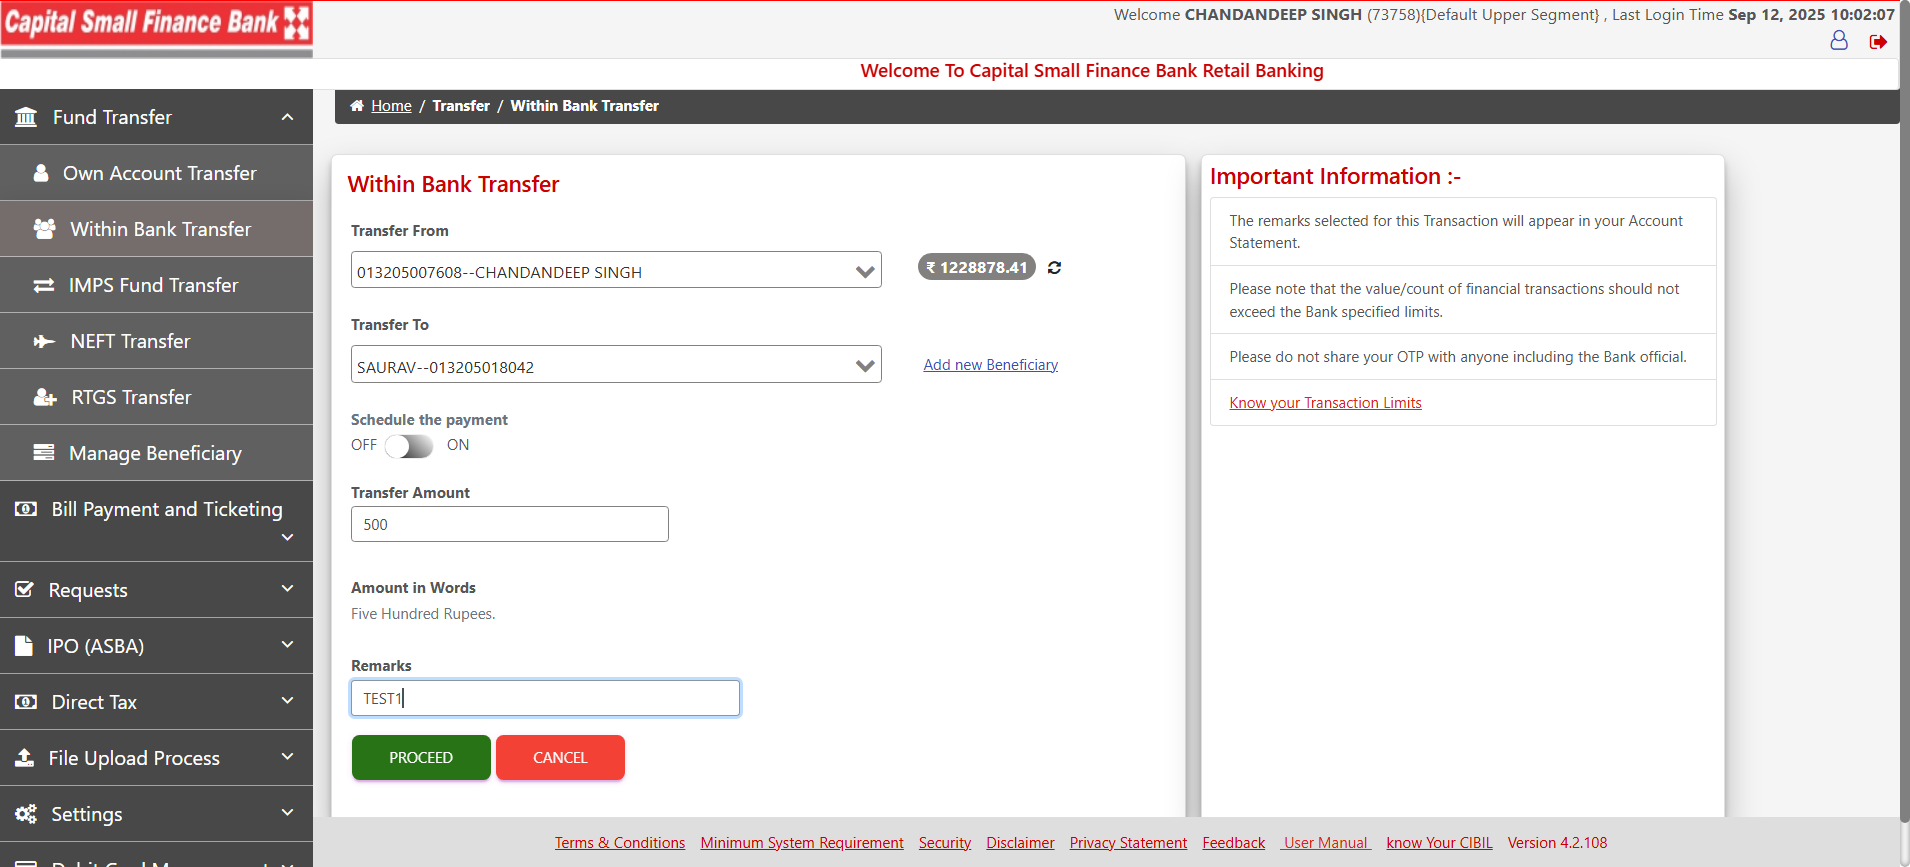 Capital Small Finance Bank
Welcome CHANDANDEEP SINGH (73758){Default Upper Segment} , Last Login Time Sep 12, 2025 10:02:07
Welcome To Capital Small Finance Bank Retail Banking
Fund Transfer
Own Account Transfer
Within Bank Transfer
IMPS Fund Transfer
NEFT Transfer
RTGS Transfer
Manage Beneficiary
Bill Payment and Ticketing
Requests
IPO (ASBA)
Direct Tax
File Upload Process
Settings
Home / Transfer / Within Bank Transfer
Within Bank Transfer
Transfer From
013205007608--CHANDANDEEP SINGH
₹ 1228878.41
Transfer To
SAURAV--013205018042
Add new Beneficiary
Schedule the payment
OFF ON
Transfer Amount
500
Amount in Words
Five Hundred Rupees.
Remarks
TEST1
PROCEED CANCEL
Important Information :-
The remarks selected for this Transaction will appear in your Account
Statement.
Please note that the value/count of financial transactions should not
exceed the Bank specified limits.
Please do not share your OTP with anyone including the Bank official.
Know your Transaction Limits
Terms & Conditions Minimum System Requirement Security Disclaimer Privacy Statement Feedback User Manual know Your CIBIL Version 4.2.108